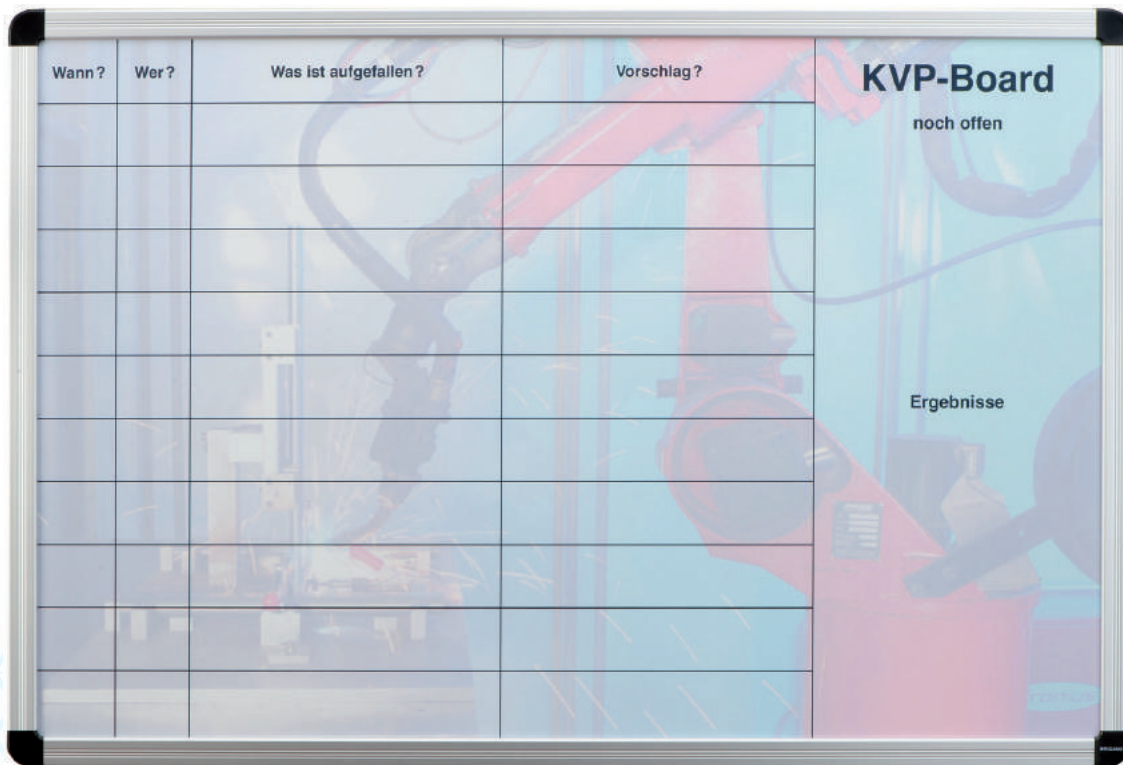 Wann?
Wer?
Was ist aufgefallen?
Vorschlag?
KVP-Board
noch offen
Ergebnisse